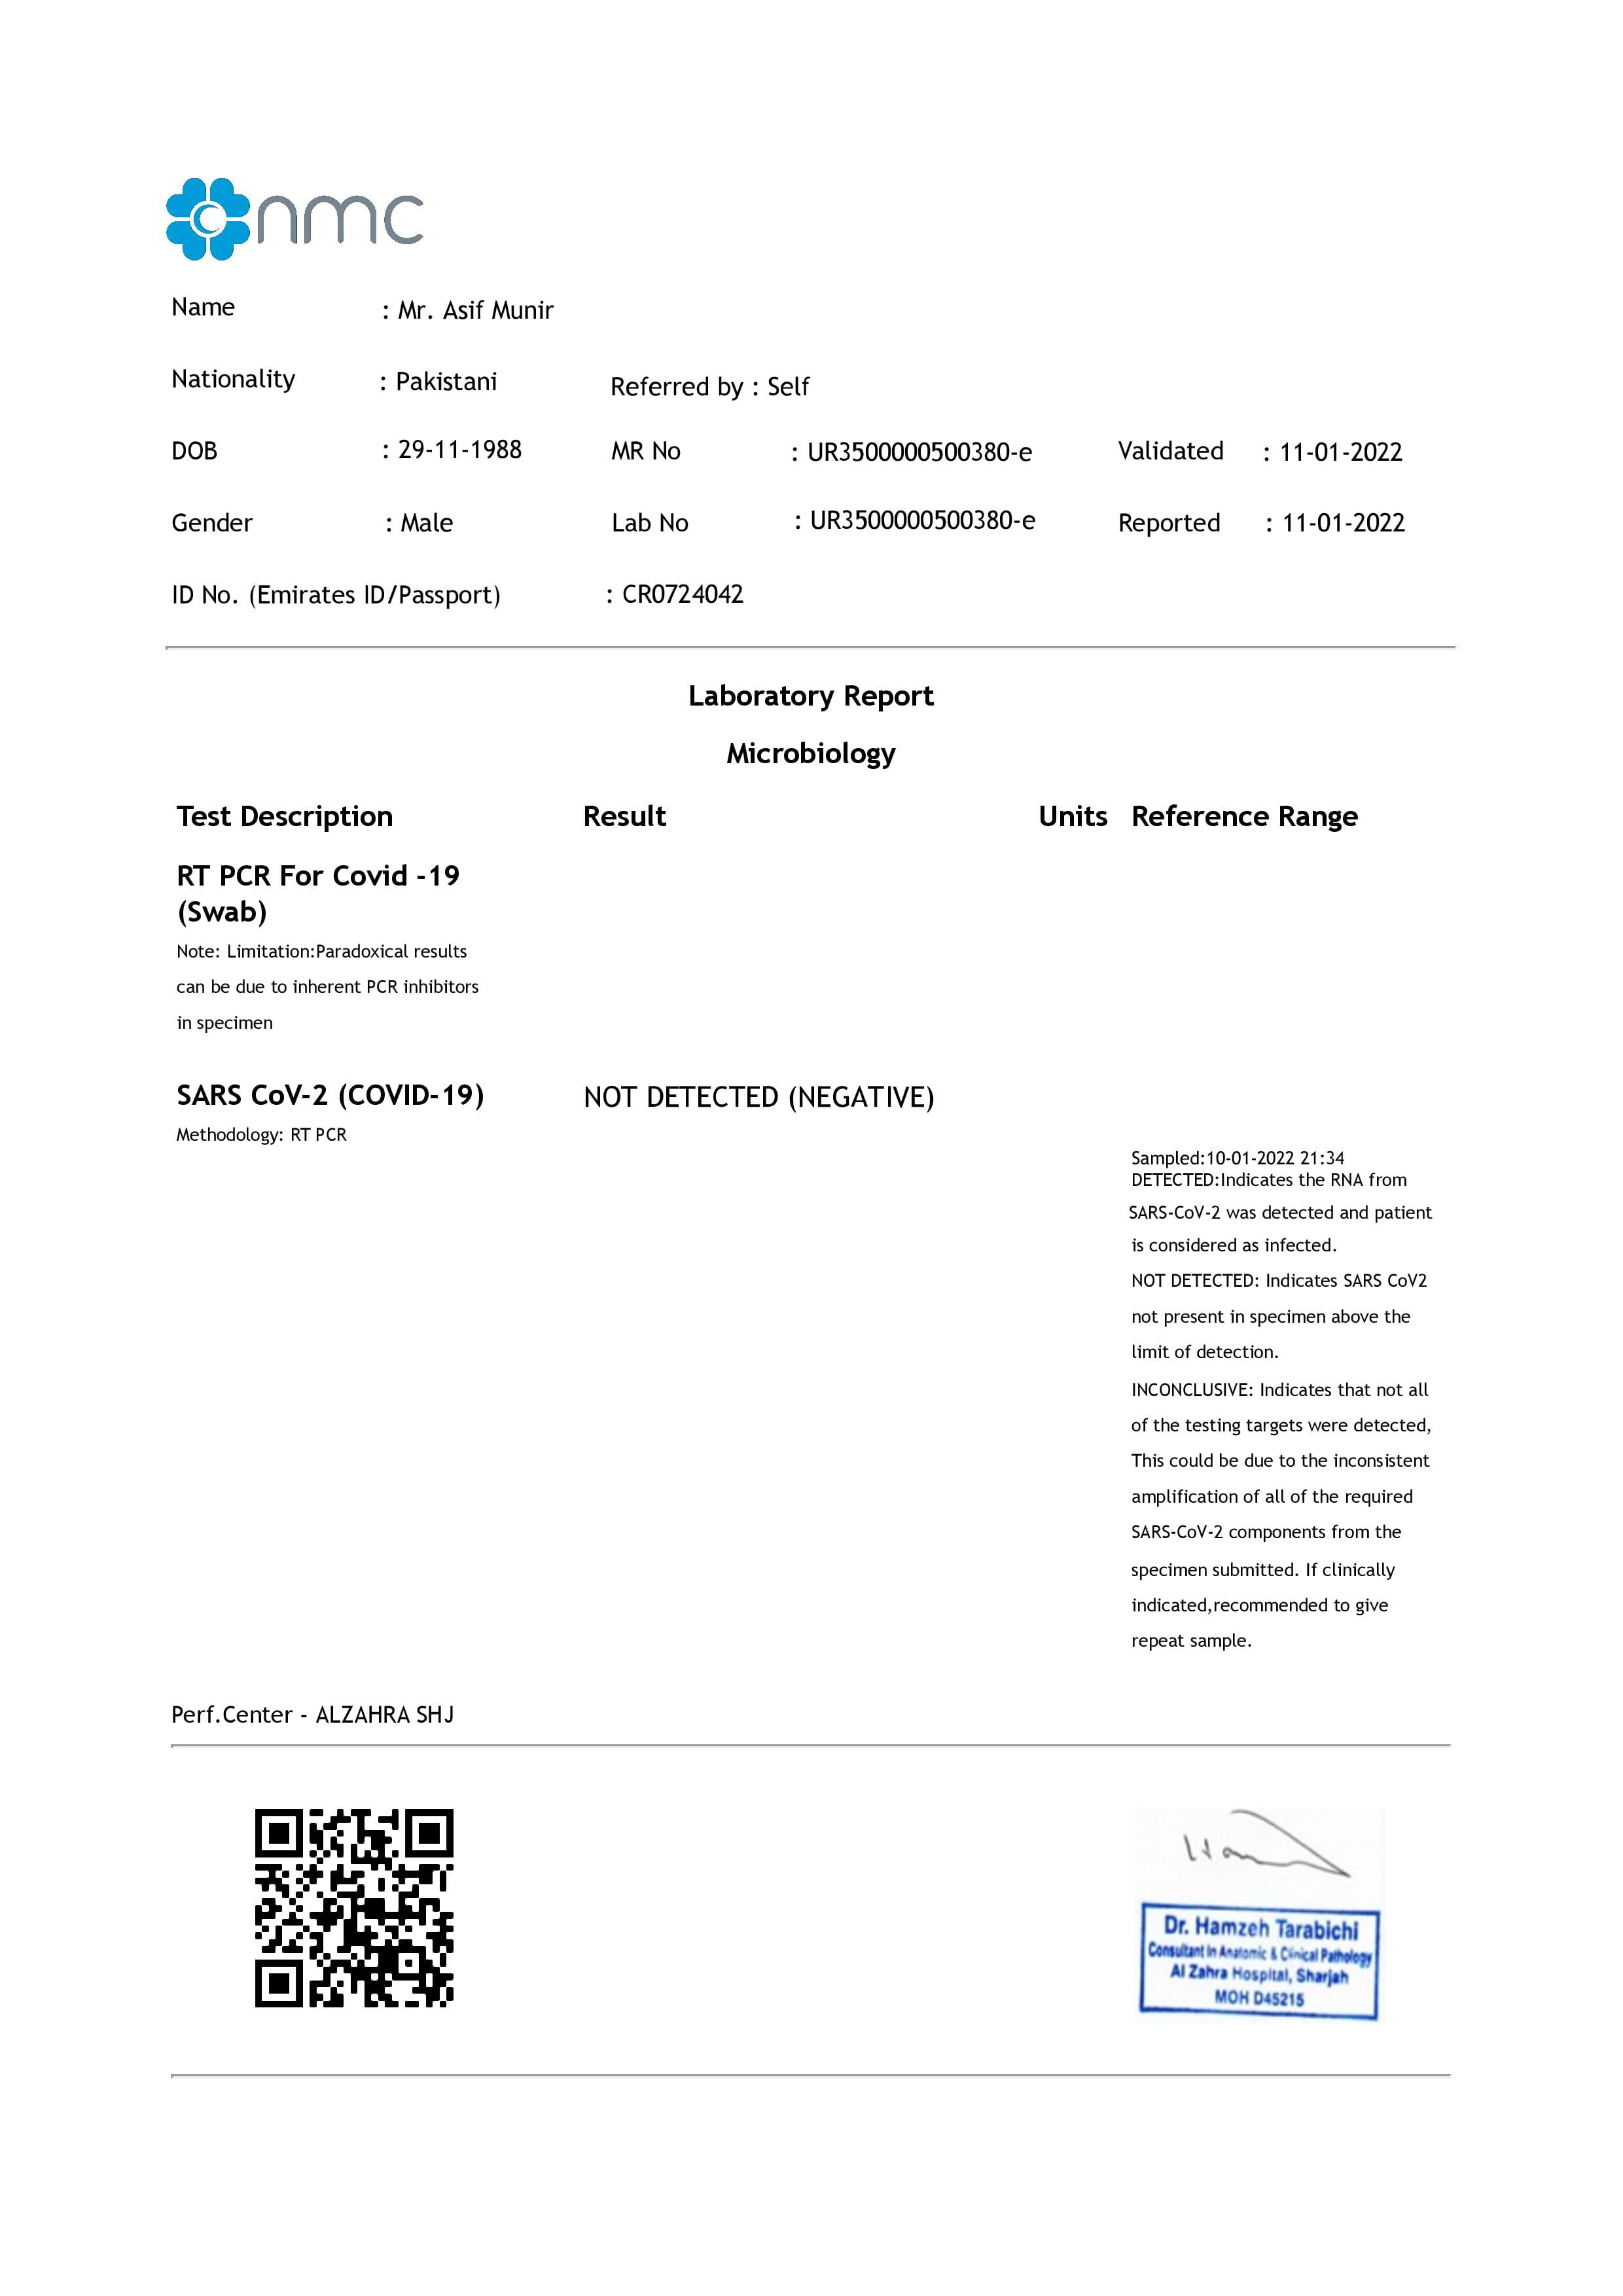 nmc
Name : Mr. Asif Munir
Nationality : Pakistani Referred by : Self
DOB : 29-11-1988 MR No : UR3500000500380-e Validated : 11-01-2022
Gender : Male Lab No : UR3500000500380-e Reported : 11-01-2022
ID No. (Emirates ID/Passport) : CR0724042
Laboratory Report
Microbiology
Test Description Result Units Reference Range
RT PCR For Covid -19
(Swab)
Note: Limitation:Paradoxical results
can be due to inherent PCR inhibitors
in specimen
SARS CoV-2 (COVID-19) NOT DETECTED (NEGATIVE)
Methodology: RT PCR
Sampled:10-01-2022 21:34
DETECTED:Indicates the RNA from
SARS-CoV-2 was detected and patient
is considered as infected.
NOT DETECTED: Indicates SARS CoV2
not present in specimen above the
limit of detection.
INCONCLUSIVE: Indicates that not all
of the testing targets were detected,
This could be due to the inconsistent
amplification of all of the required
SARS-CoV-2 components from the
specimen submitted. If clinically
indicated,recommended to give
repeat sample.
Perf.Center - ALZAHRA SHJ
Dr. Hamzeh Tarabichi
Consultant in Anatomic & Clinical Pathology
Al Zahra Hospital, Sharjah
MOH D45215